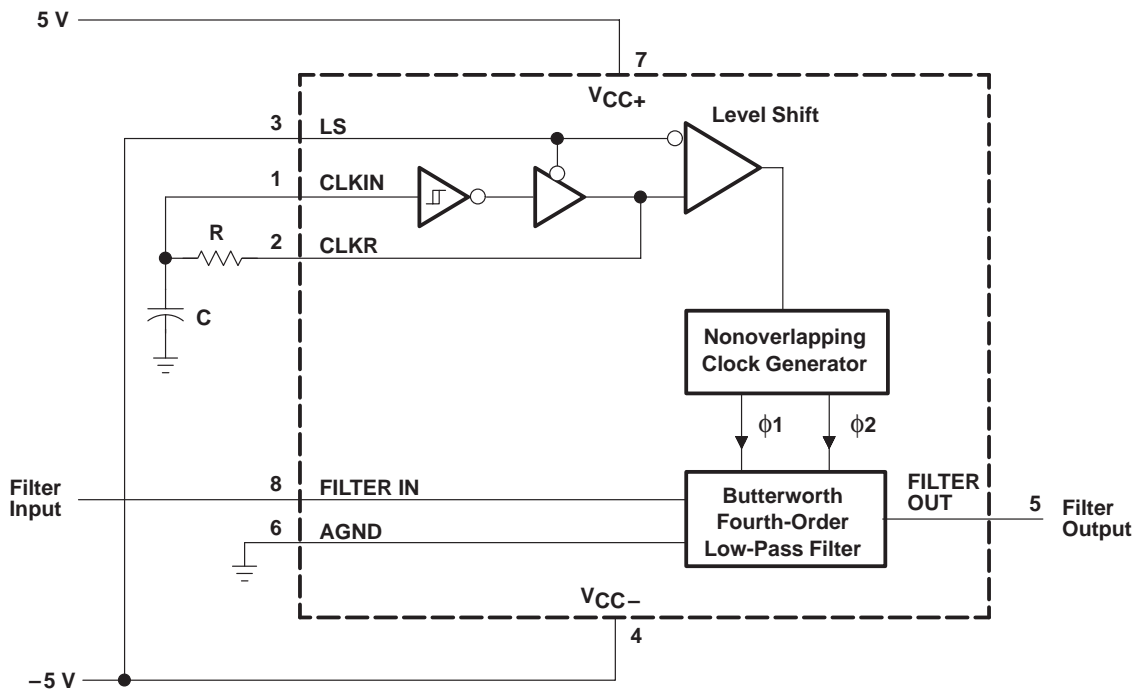 5 V
7
VCC+
Level Shift
3
LS
1
CLKIN
R
2
CLKR
C
Nonoverlapping
Clock Generator
ϕ1
ϕ2
Filter
Input
8
FILTER IN
6
AGND
Butterworth
Fourth-Order
Low-Pass Filter
FILTER
OUT
5
Filter
Output
VCC–
4
–5 V